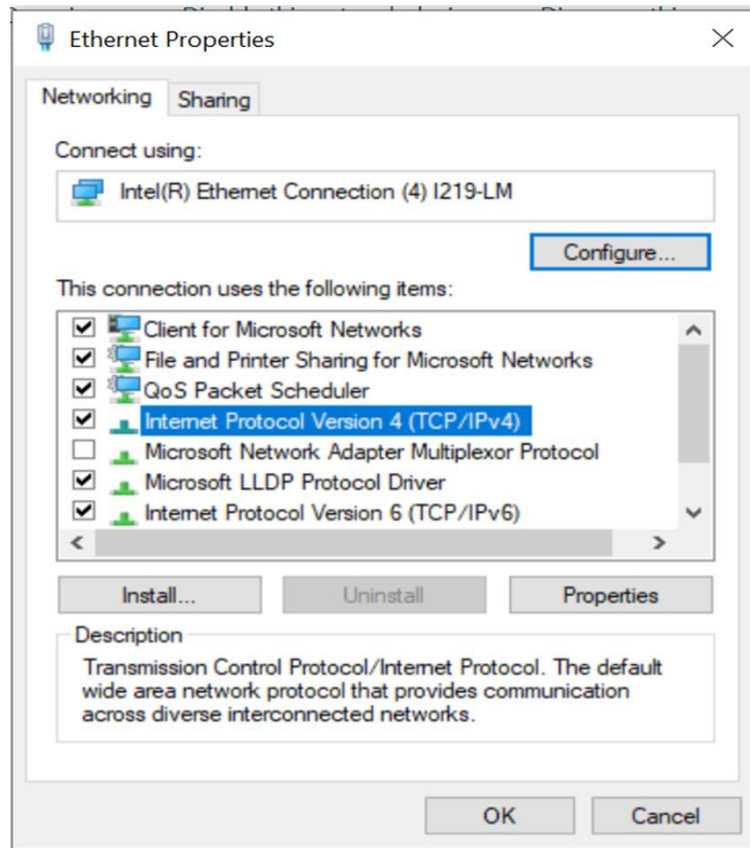 Ethernet Properties
Networking
Sharing
Connect using:
Intel(R) Ethernet Connection (4) I219-LM
Configure...
This connection uses the following items:
Client for Microsoft Networks
File and Printer Sharing for Microsoft Networks
QoS Packet Scheduler
Internet Protocol Version 4 (TCP/IPv4)
Microsoft Network Adapter Multiplexor Protocol
Microsoft LLDP Protocol Driver
Internet Protocol Version 6 (TCP/IPv6)
Install...
Uninstall
Properties
Description
Transmission Control Protocol/Internet Protocol. The default
wide area network protocol that provides communication
across diverse interconnected networks.
OK
Cancel